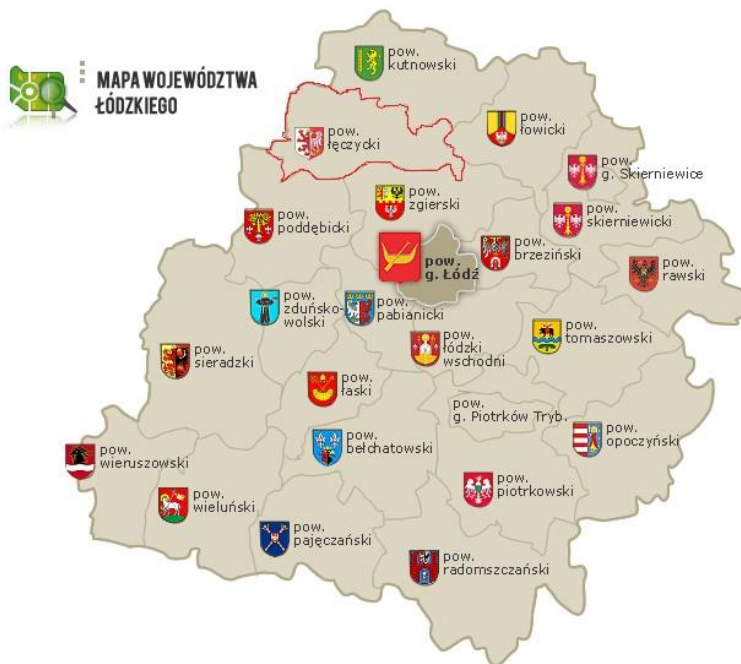 MAPA WOJEWÓDZTWA
ŁÓDZKIEGO
pow.
kutnowski
pow.
łęczycki
pow.
łowicki
pow.
g. Skierniewice
pow.
zgierski
pow.
skierniewicki
pow.
poddębicki
pow.
g. Łódź
pow.
brzeziński
pow.
rawski
pow.
zduńsko-
wolski
pow.
pabianicki
pow.
łódzki
wschodni
pow.
tomaszowski
pow.
sieradzki
pow.
łaski
pow.
g. Piotrków Tryb.
pow.
opoczyński
pow.
wieruszowski
pow.
bełchatowski
pow.
piotrkowski
pow.
wieluński
pow.
pajęczański
pow.
radomszczański